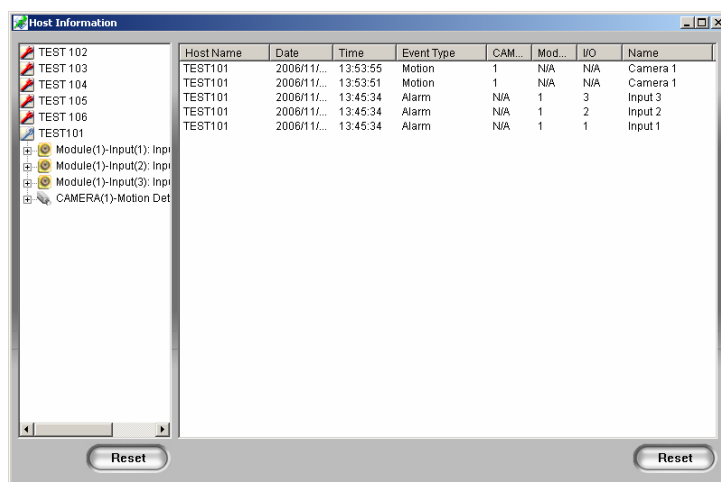 Host Information
TEST 102
TEST 103
TEST 104
TEST 105
TEST 106
TEST101
Module(1)-Input(1): Inp
Module(1)-Input(2): Inp
Module(1)-Input(3): Inp
CAMERA(1)-Motion Det
Host Name Date Time Event Type CAM... Mod... I/O Name
TEST101 2006/11/... 13:53:55 Motion 1 N/A N/A Camera 1
TEST101 2006/11/... 13:53:51 Motion 1 N/A N/A Camera 1
TEST101 2006/11/... 13:45:34 Alarm N/A 1 3 Input 3
TEST101 2006/11/... 13:45:34 Alarm N/A 1 2 Input 2
TEST101 2006/11/... 13:45:34 Alarm N/A 1 1 Input 1
Reset
Reset